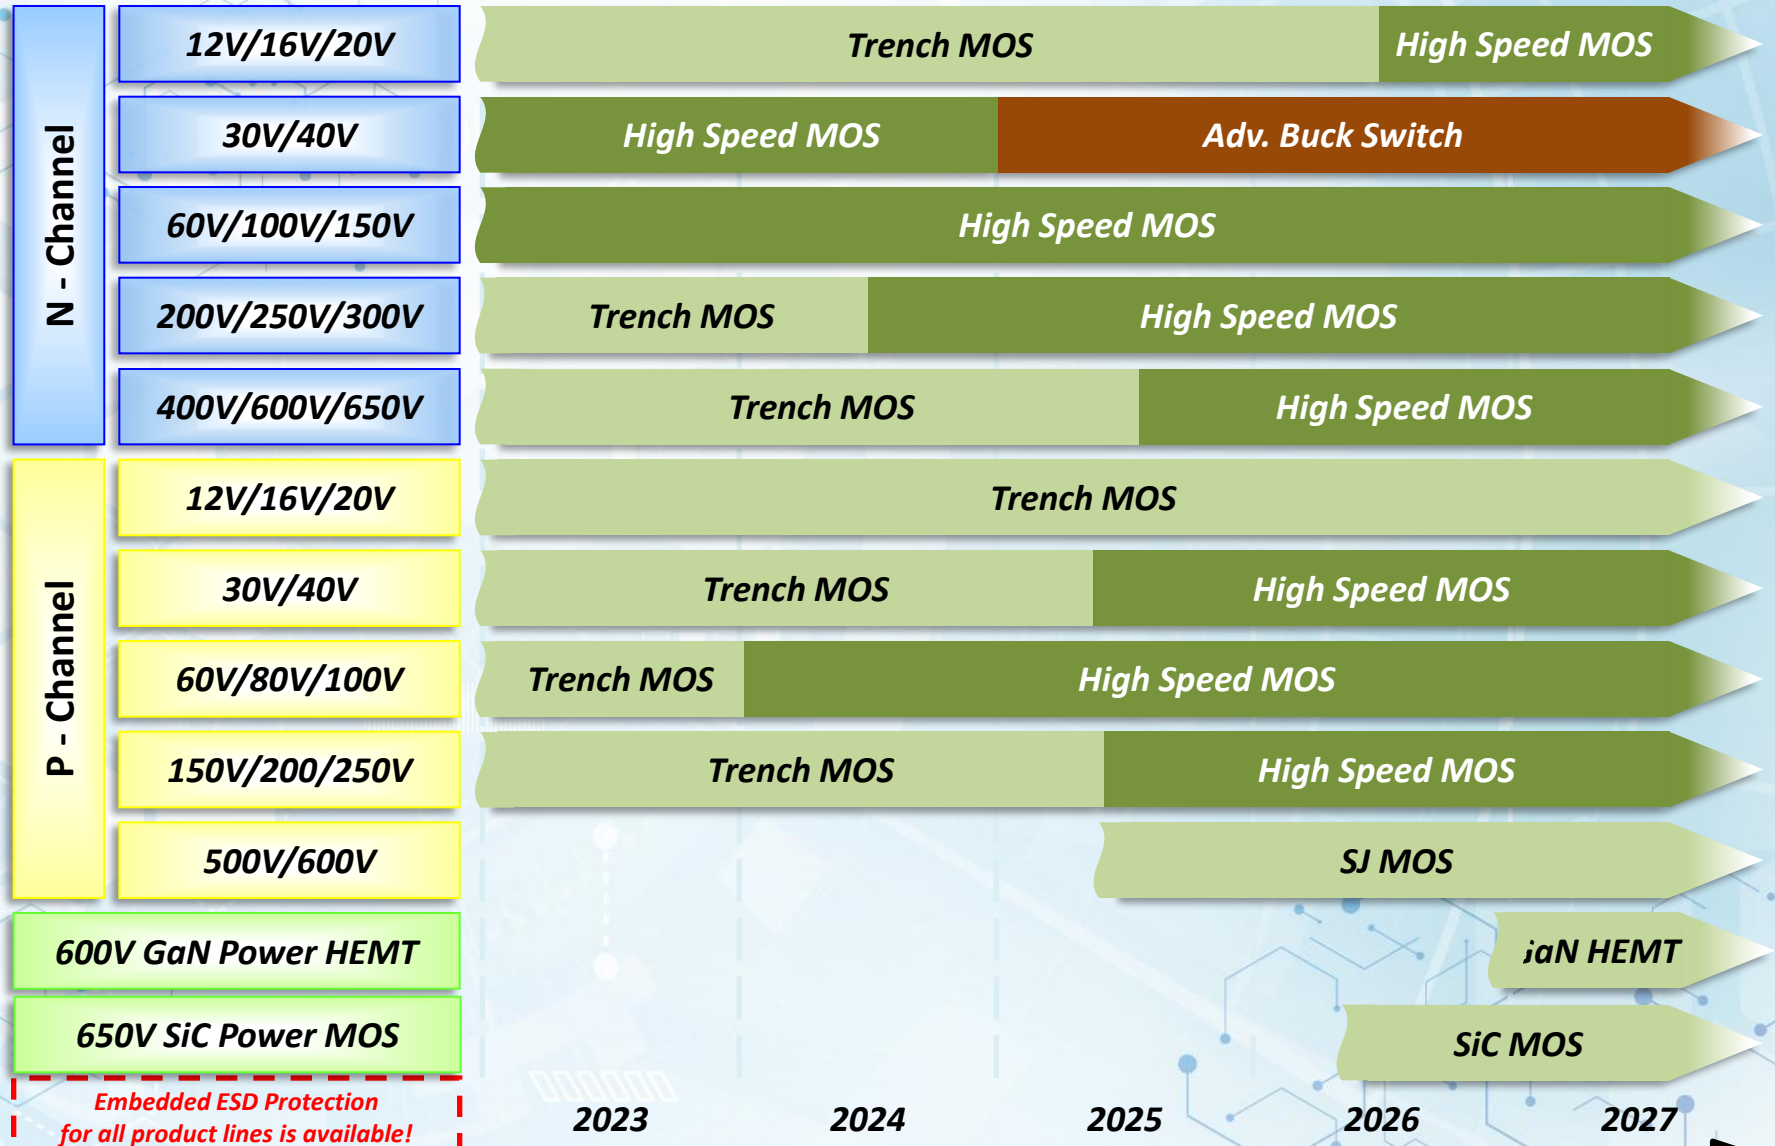 N - Channel
12V/16V/20V
Trench MOS
High Speed MOS
30V/40V
High Speed MOS
Adv. Buck Switch
60V/100V/150V
High Speed MOS
200V/250V/300V
Trench MOS
High Speed MOS
400V/600V/650V
Trench MOS
High Speed MOS
P - Channel
12V/16V/20V
Trench MOS
30V/40V
Trench MOS
High Speed MOS
60V/80V/100V
Trench MOS
High Speed MOS
150V/200/250V
Trench MOS
High Speed MOS
500V/600V
SJ MOS
600V GaN Power HEMT
HEMT
650V SiC Power MOS
SiC MOS
Embedded ESD Protection
for all product lines is available!
2023
2024
2025
2026
2027